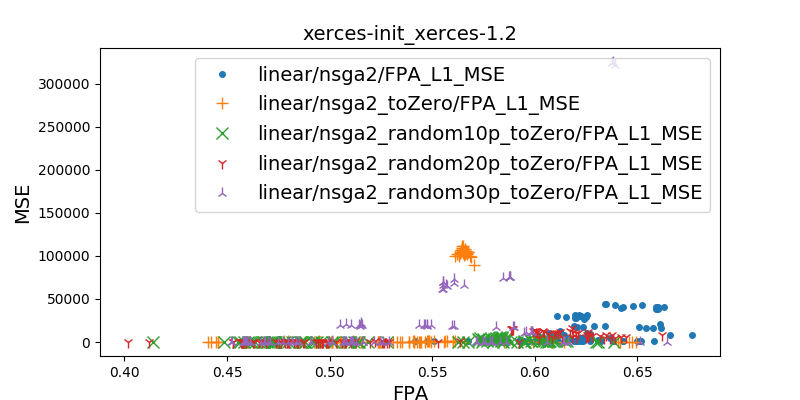 xerces-init_xerces-1.2
linear/nsga2/FPA_L1_MSE
linear/nsga2_toZero/FPA_L1_MSE
linear/nsga2_random10p_toZero/FPA_L1_MSE
linear/nsga2_random20p_toZero/FPA_L1_MSE
linear/nsga2_random30p_toZero/FPA_L1_MSE
MSE
300000
250000
200000
150000
100000
50000
0
0.40 0.45 0.50 0.55 0.60 0.65
FPA